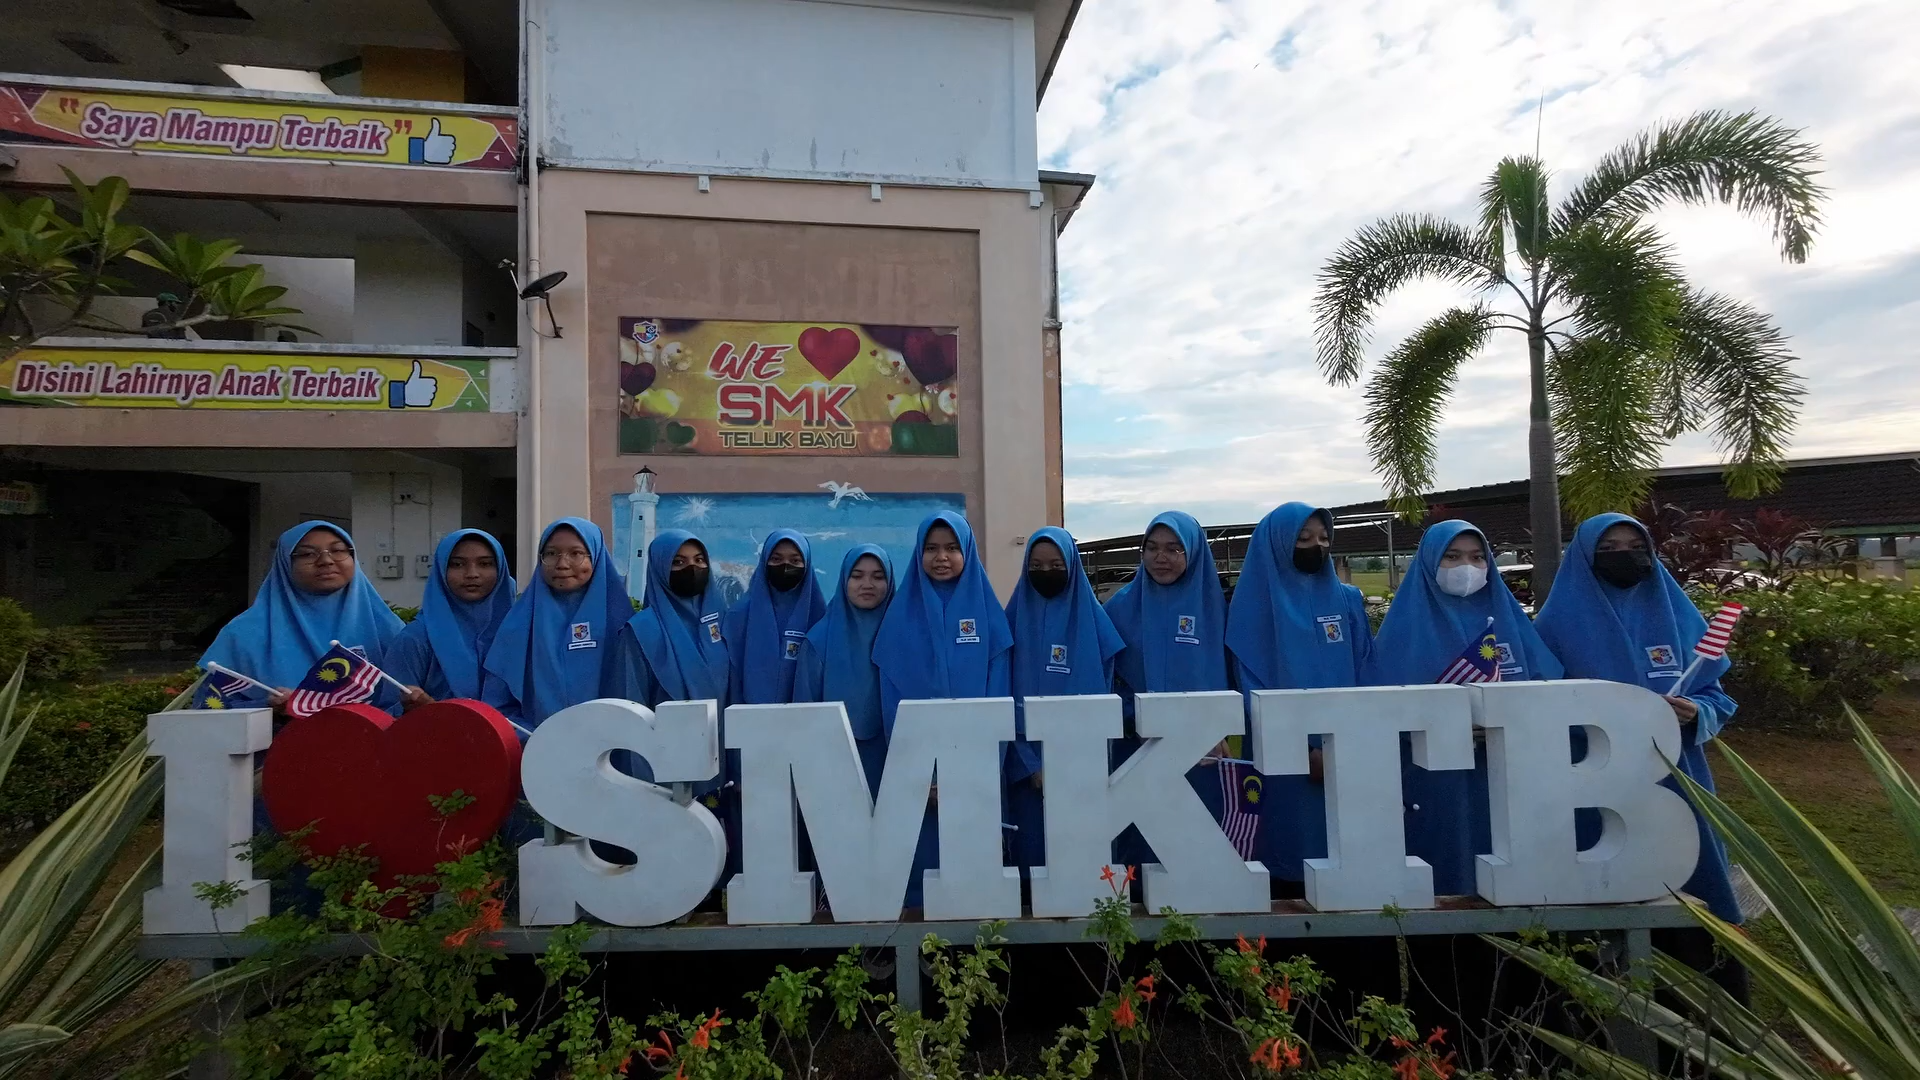 "Saya Mampu Terbaik"
Disini Lahirnya Anak Terbaik
WE
SMK
TELUK BAYU
I SMKTB